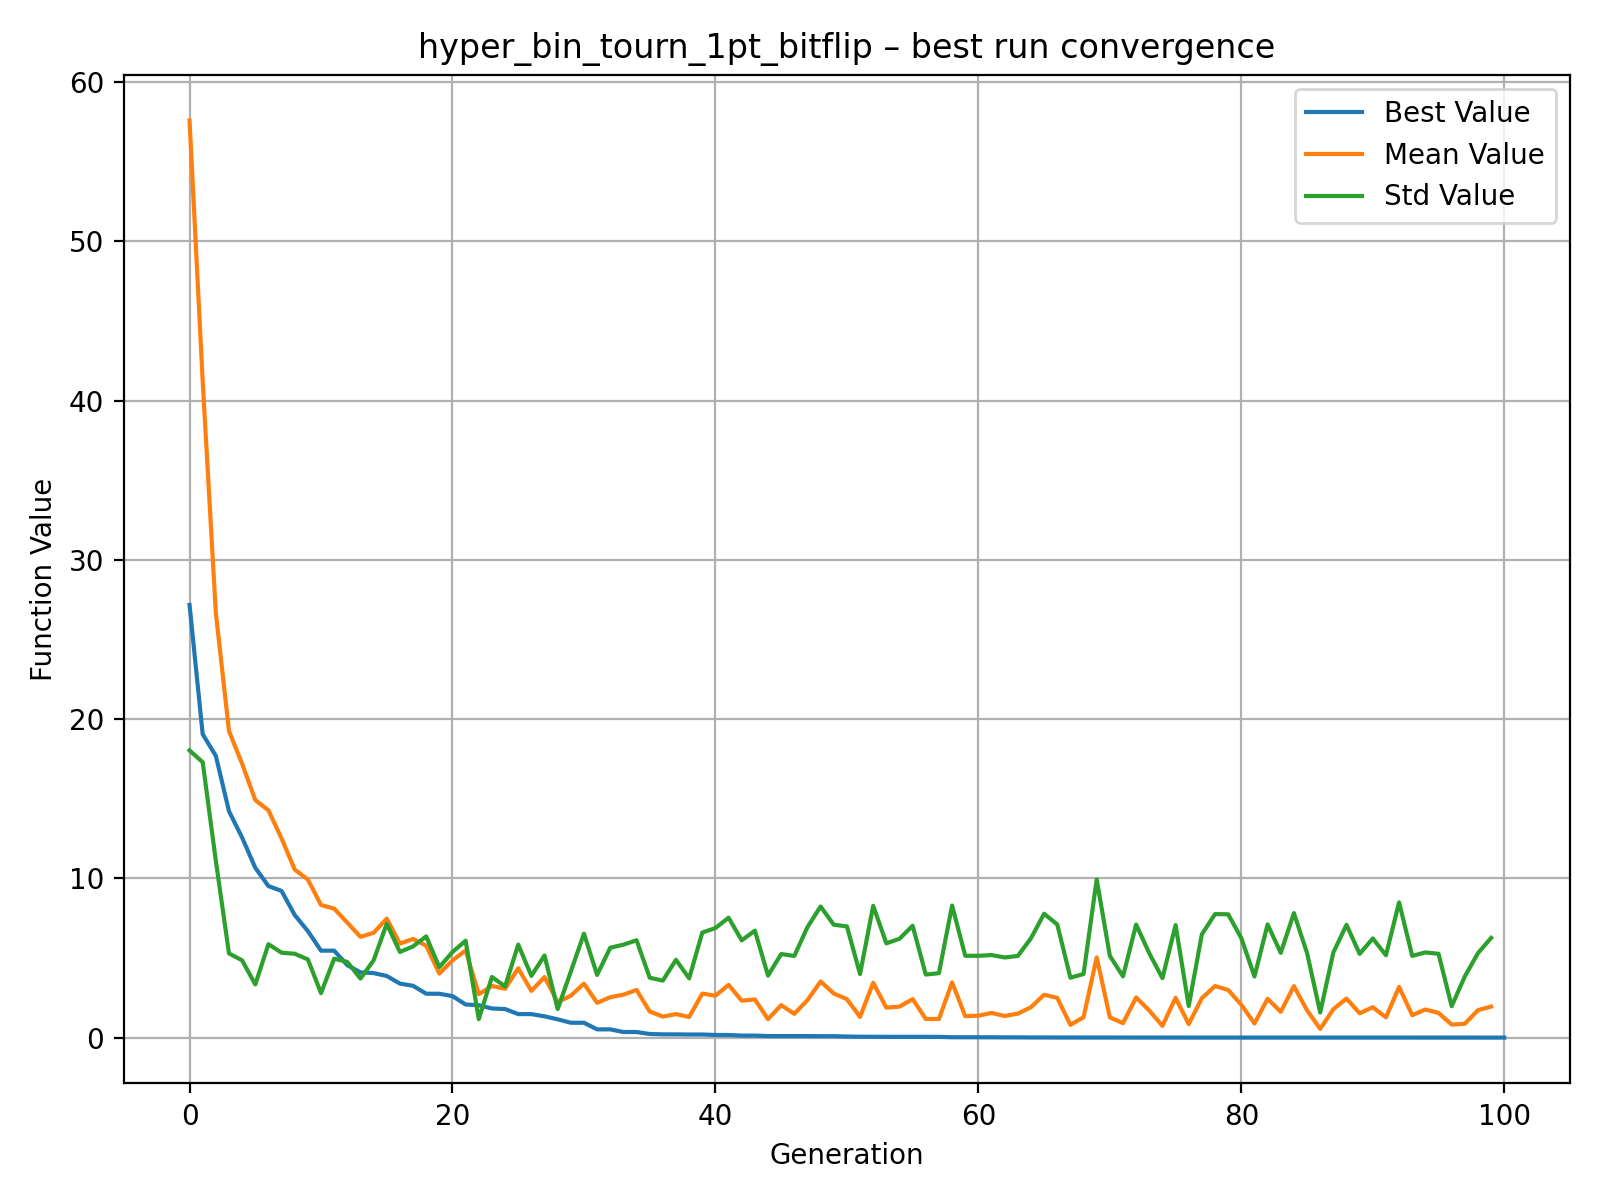 hyper_bin_tourn_1pt_bitflip – best run convergence
60
50
40
30
20
10
0
Function Value
Best Value
Mean Value
Std Value
0 20 40 60 80 100
Generation